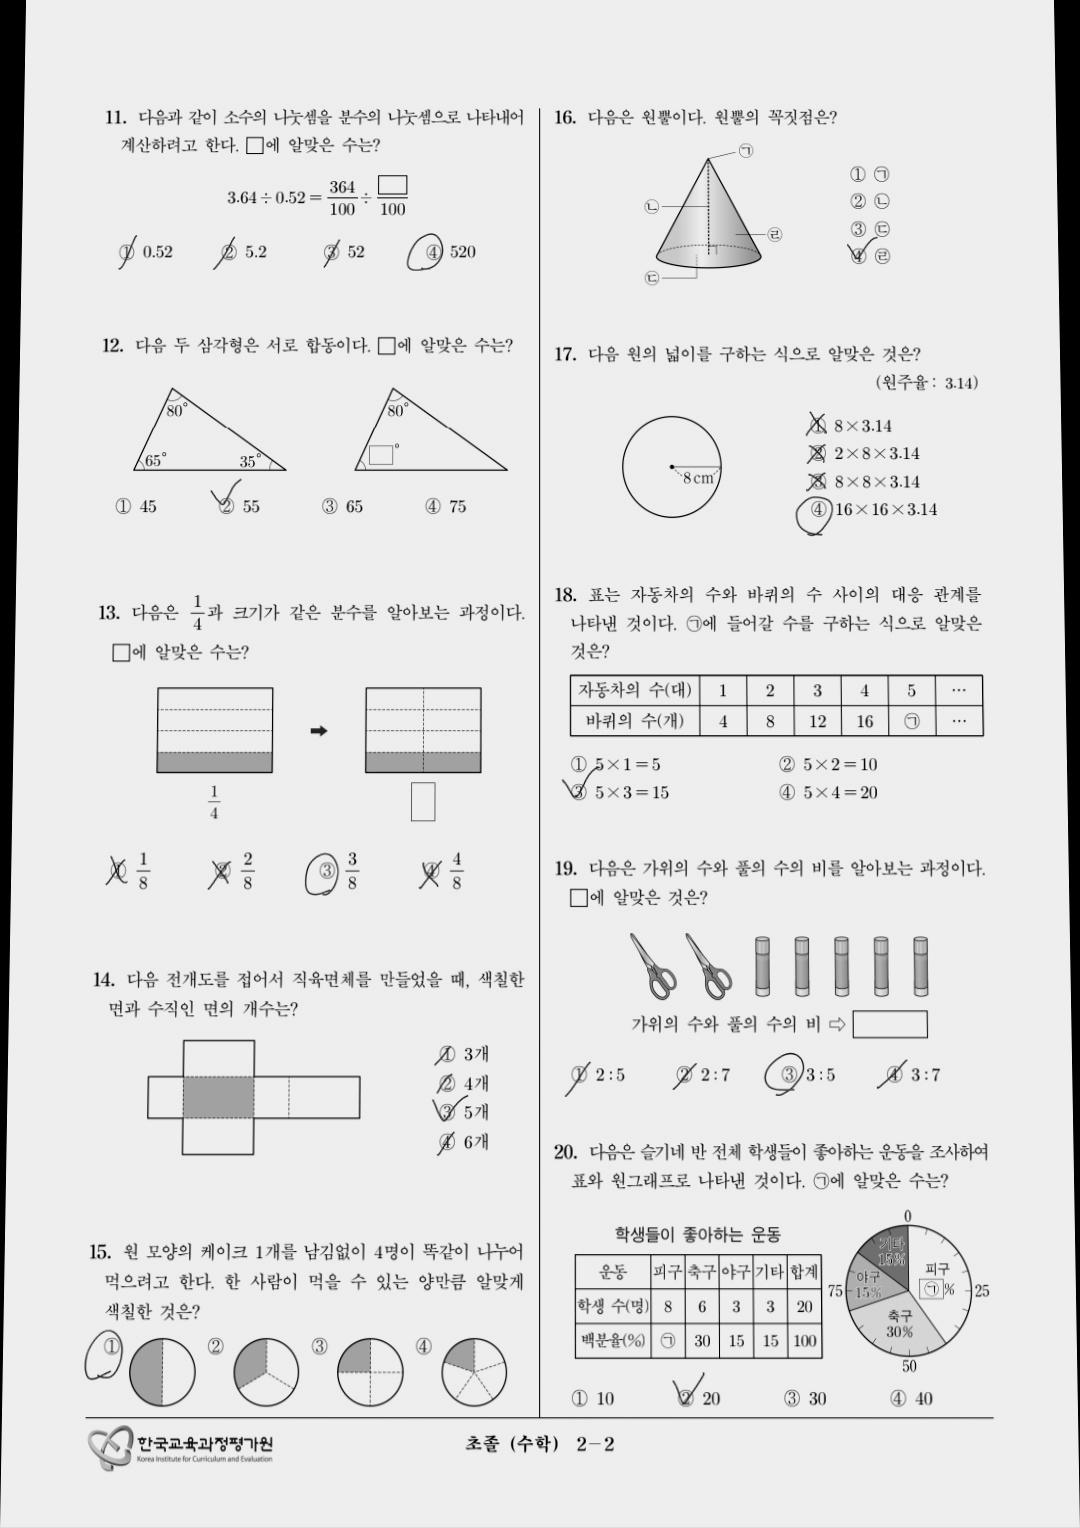 11. 다음과 같이 소수의 나눗셈을 분수의 나눗셈으로 나타내어
계산하려고 한다. □에 알맞은 수는?
3.64÷0.52=364/100÷□/100
① 0.52 ② 5.2 ③ 52 ④ 520
12. 다음 두 삼각형은 서로 합동이다. □에 알맞은 수는?
80° 80°
65° 35° □°
① 45 ② 55 ③ 65 ④ 75
13. 다음은 1/4과 크기가 같은 분수를 알아보는 과정이다.
□에 알맞은 수는?
1/4 □
① 1/8 ② 2/8 ③ 3/8 ④ 4/8
14. 다음 전개도를 접어서 직육면체를 만들었을 때, 색칠한
면과 수직인 면의 개수는?
① 3개
② 4개
③ 5개
④ 6개
15. 원 모양의 케이크 1개를 남김없이 4명이 똑같이 나누어
먹으려고 한다. 한 사람이 먹을 수 있는 양만큼 알맞게
색칠한 것은?
① ② ③ ④
16. 다음은 원뿔이다. 원뿔의 꼭짓점은?
㉠
㉡
㉣
㉢
① ㉠
② ㉡
③ ㉢
④ ㉣
17. 다음 원의 넓이를 구하는 식으로 알맞은 것은?
(원주율 : 3.14)
8cm
① 8×3.14
② 2×8×3.14
③ 8×8×3.14
④ 16×16×3.14
18. 표는 자동차의 수와 바퀴의 수 사이의 대응 관계를
나타낸 것이다. ㉠에 들어갈 수를 구하는 식으로 알맞은
것은?
자동차의 수(대) 1 2 3 4 5 …
바퀴의 수(개) 4 8 12 16 ㉠ …
① 5×1=5 ② 5×2=10
③ 5×3=15 ④ 5×4=20
19. 다음은 가위의 수와 풀의 수의 비를 알아보는 과정이다.
□에 알맞은 것은?
가위의 수와 풀의 수의 비 ⇨ □
① 2:5 ② 2:7 ③ 3:5 ④ 3:7
20. 다음은 슬기네 반 전체 학생들이 좋아하는 운동을 조사하여
표와 원그래프로 나타낸 것이다. ㉠에 알맞은 수는?
학생들이 좋아하는 운동
운동 피구 축구 야구 기타 합계
학생 수(명) 8 6 3 3 20
백분율(%) ㉠ 30 15 15 100
0
기타
15%
피구
㉠%
야구
15%
75 25
축구
30%
50
① 10 ② 20 ③ 30 ④ 40
한국교육과정평가원
Korea Institute for Curriculum and Evaluation
초졸 (수학) 2-2